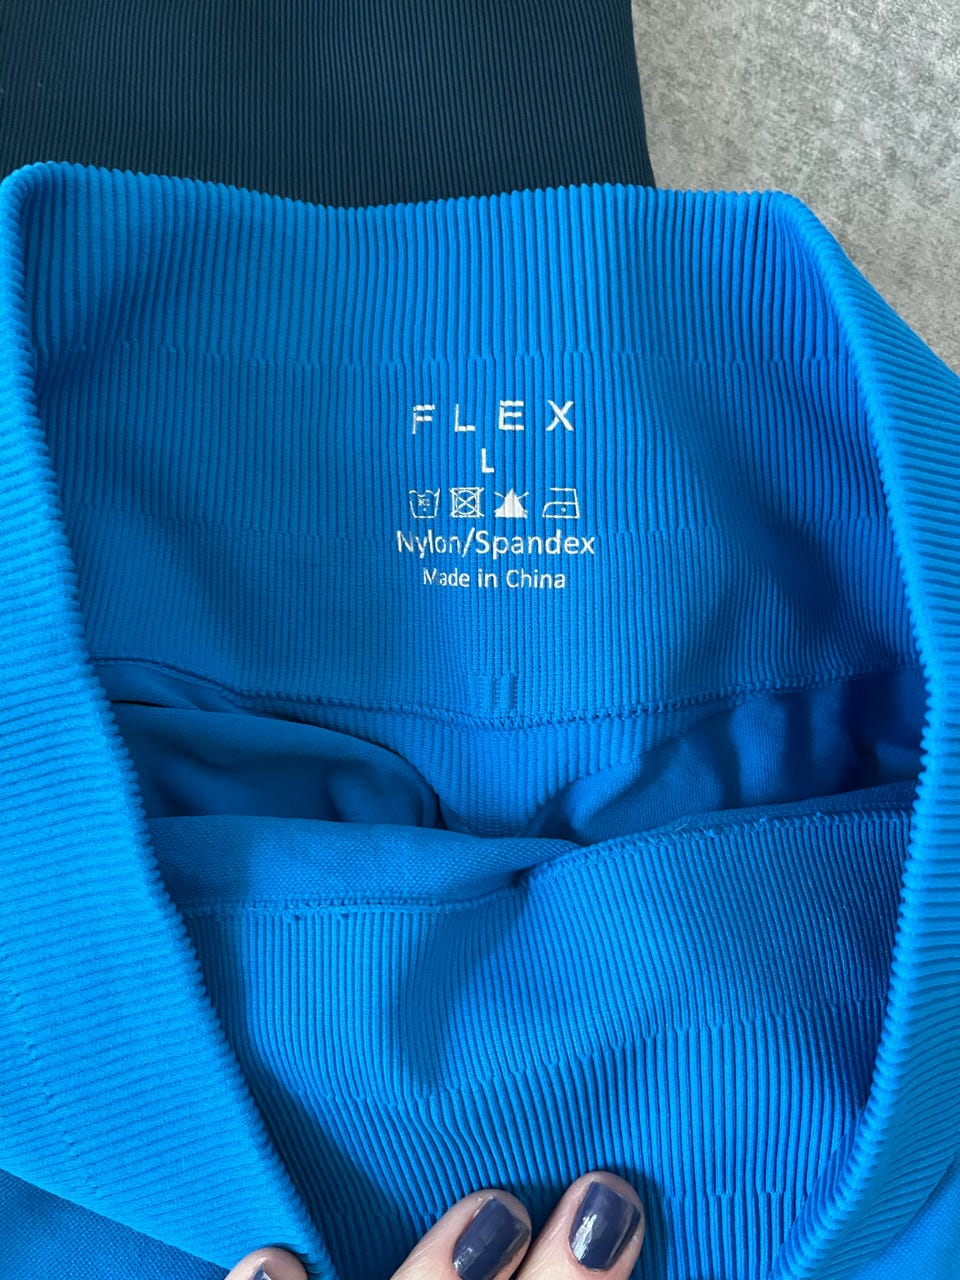 FLEX
L
Nylon/Spandex
Made in China